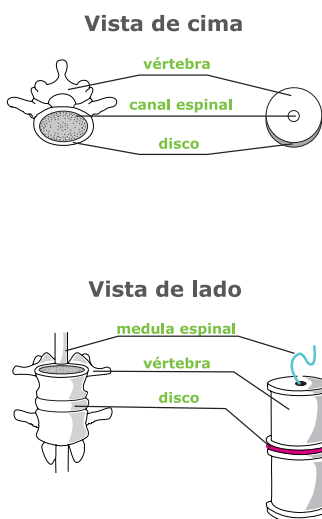 Vista de cima
vértebra
canal espinal
disco
Vista de lado
medula espinal
vértebra
disco